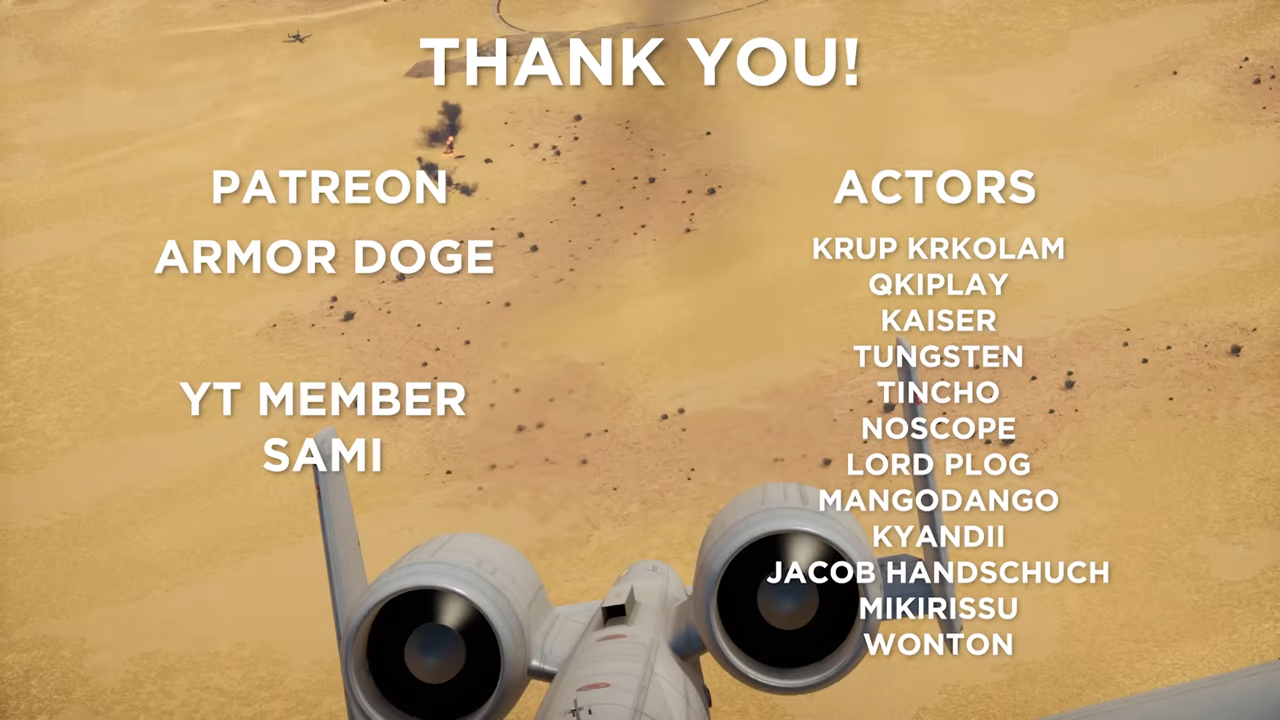 THANK YOU!
PATREON
ARMOR DOGE
YT MEMBER
SAMI
ACTORS
KRUP KRKOLAM
QKIPLAY
KAISER
TUNGSTEN
TINCHO
NOSCOPE
LORD PLOG
MANGODANGO
KYANDII
JACOB HANDSCHUCH
MIKIRISSU
WONTON